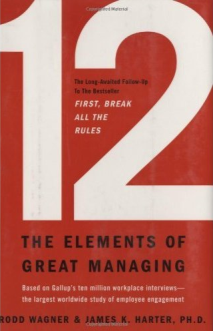 Copyrighted Material
12
The Long-Awaited Follow-Up
To The Bestseller
FIRST, BREAK
ALL THE
RULES
THE ELEMENTS OF
GREAT MANAGING
Based on Gallup's ten million workplace interviews—
the largest worldwide study of employee engagement
RODD WAGNER & JAMES K. HARTER, PH.D.